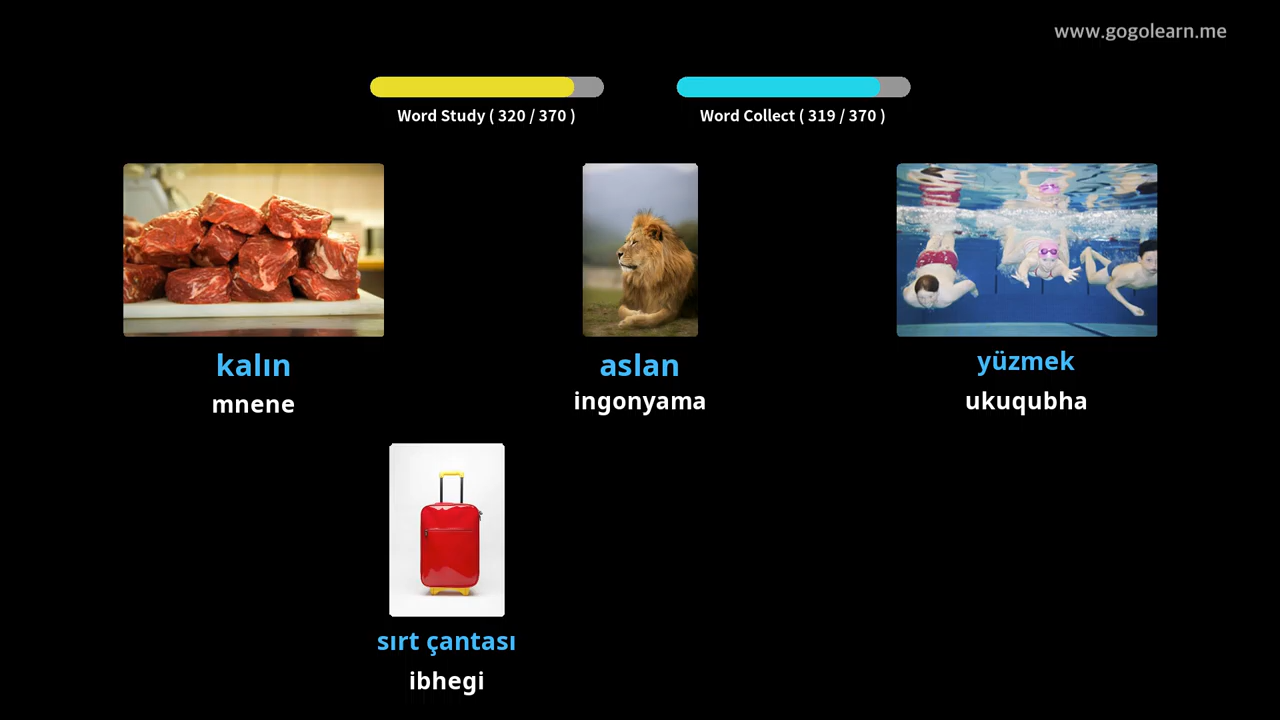 www.gogolearn.me
Word Study ( 320 / 370 )
Word Collect ( 319 / 370 )
kalın
mnene
aslan
ingonyama
yüzmek
ukuqubha
sırt çantası
ibhegi